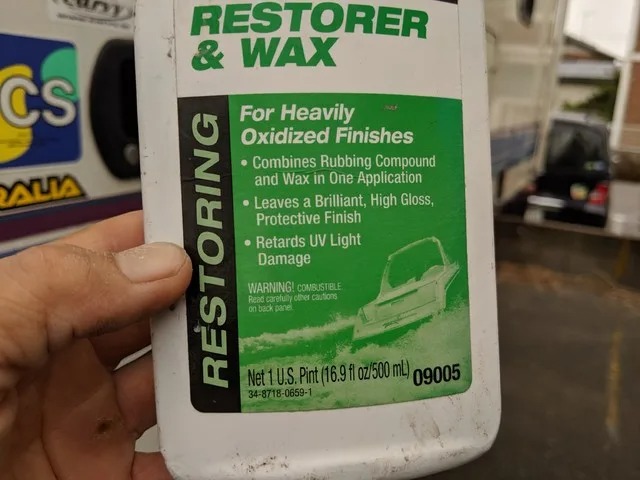 RESTORER
& WAX
RESTORING
For Heavily
Oxidized Finishes
• Combines Rubbing Compound
and Wax in One Application
• Leaves a Brilliant, High Gloss,
Protective Finish
• Retards UV Light
Damage
WARNING! COMBUSTIBLE.
Read carefully other cautions
on back panel.
Net 1 U.S. Pint (16.9 fl oz/500 mL) 09005
34-8718-0659-1
CS
RALIA